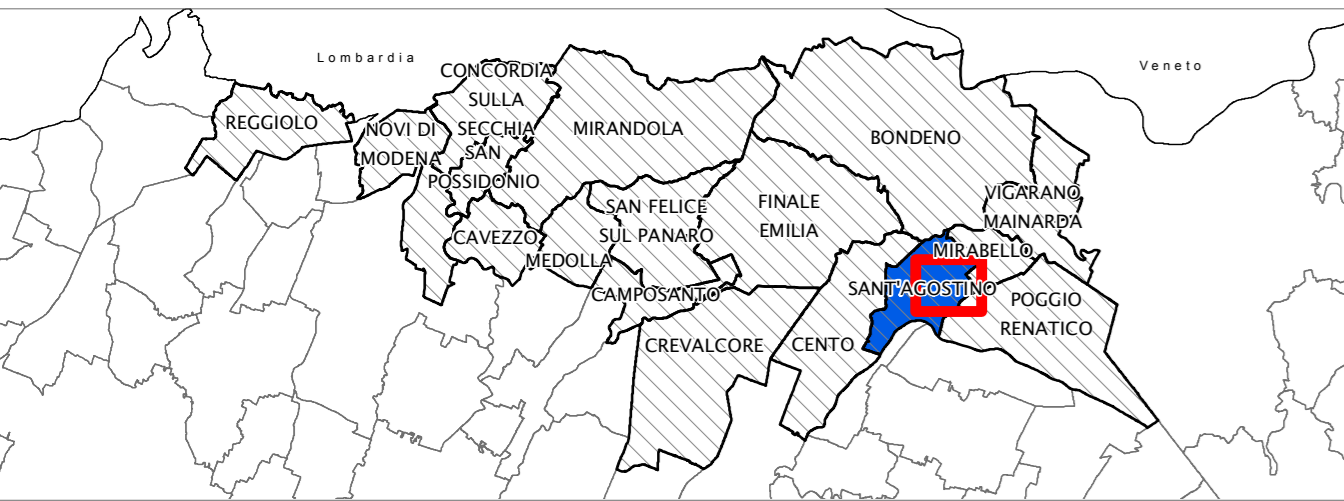 Lombardia
Veneto
CONCORDIA
SULLA
SECCHIA
REGGIOLO
NOVI DI
MODENA
MIRANDOLA
BONDENO
SAN
POSSIDONIO
VIGARANO
MAINARDA
SAN FELICE
SUL PANARO
FINALE
EMILIA
CAVEZZO
MEDOLLA
MIRABELLO
CAMPOSANTO
SANT'AGOSTINO
POGGIO
RENATICO
CREVALCORE
CENTO